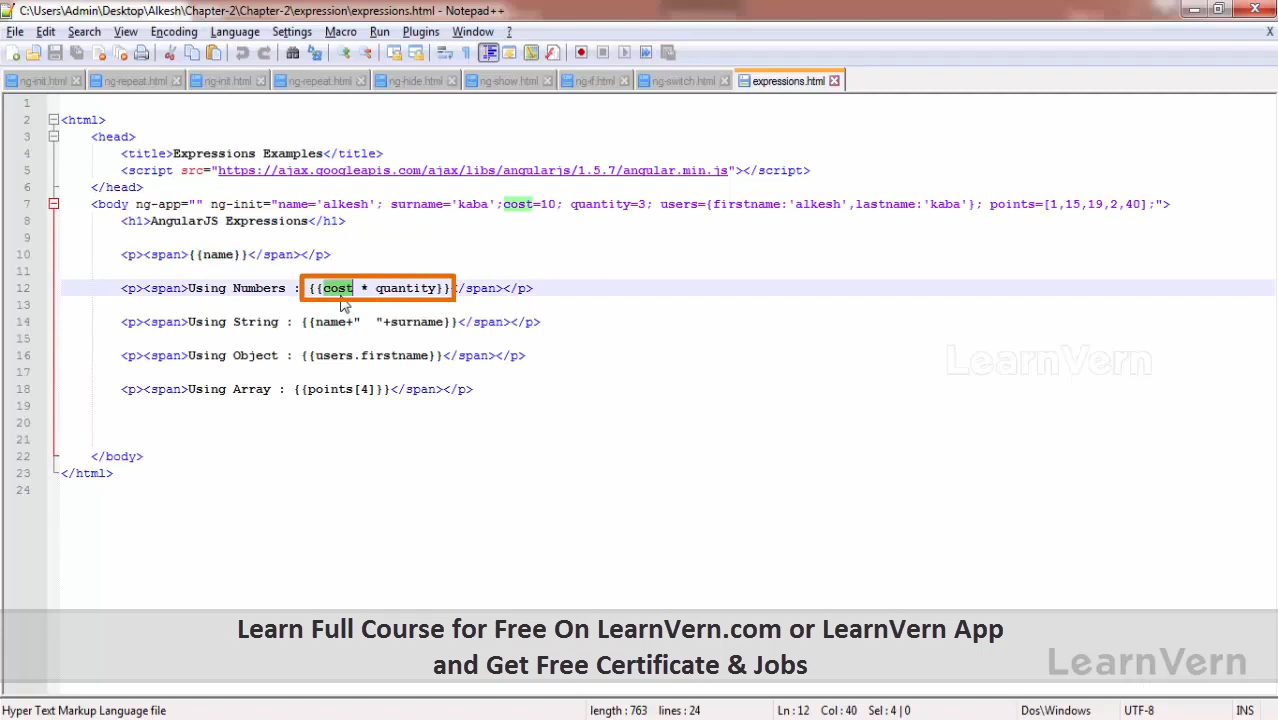 C:\Users\Admin\Desktop\Alkesh\Chapter-2\Chapter-2\expression\expressions.html - Notepad++
File Edit Search View Encoding Language Settings Macro Run Plugins Window ? X
ng-init.html ng-repeat.html ng-init.html ng-repeat.html ng-hide.html ng-show.html ng-if.html ng-switch.html expressions.html
1
2 <html>
3 <head>
4 <title>Expressions Examples</title>
5 <script src="https://ajax.googleapis.com/ajax/libs/angularjs/1.5.7/angular.min.js"></script>
6 </head>
7 <body ng-app="" ng-init="name='alkesh'; surname='kaba';cost=10; quantity=3; users={firstname:'alkesh',lastname:'kaba'}; points=[1,15,19,2,40];">
8 <h1>AngularJS Expressions</h1>
9
10 <p><span>{{name}}</span></p>
11
12 <p><span>Using Numbers : {{cost * quantity}}</span></p>
13
14 <p><span>Using String : {{name+"  "+surname}}</span></p>
15
16 <p><span>Using Object : {{users.firstname}}</span></p>
17
18 <p><span>Using Array : {{points[4]}}</span></p>
19
20
21
22 </body>
23 </html>
24
LearnVern
Learn Full Course for Free On LearnVern.com or LearnVern App
and Get Free Certificate & Jobs
LearnVern
Hyper Text Markup Language file length : 763 lines : 24 Ln : 12 Col : 40 Sel : 4 | 0 Dos\Windows UTF-8 INS